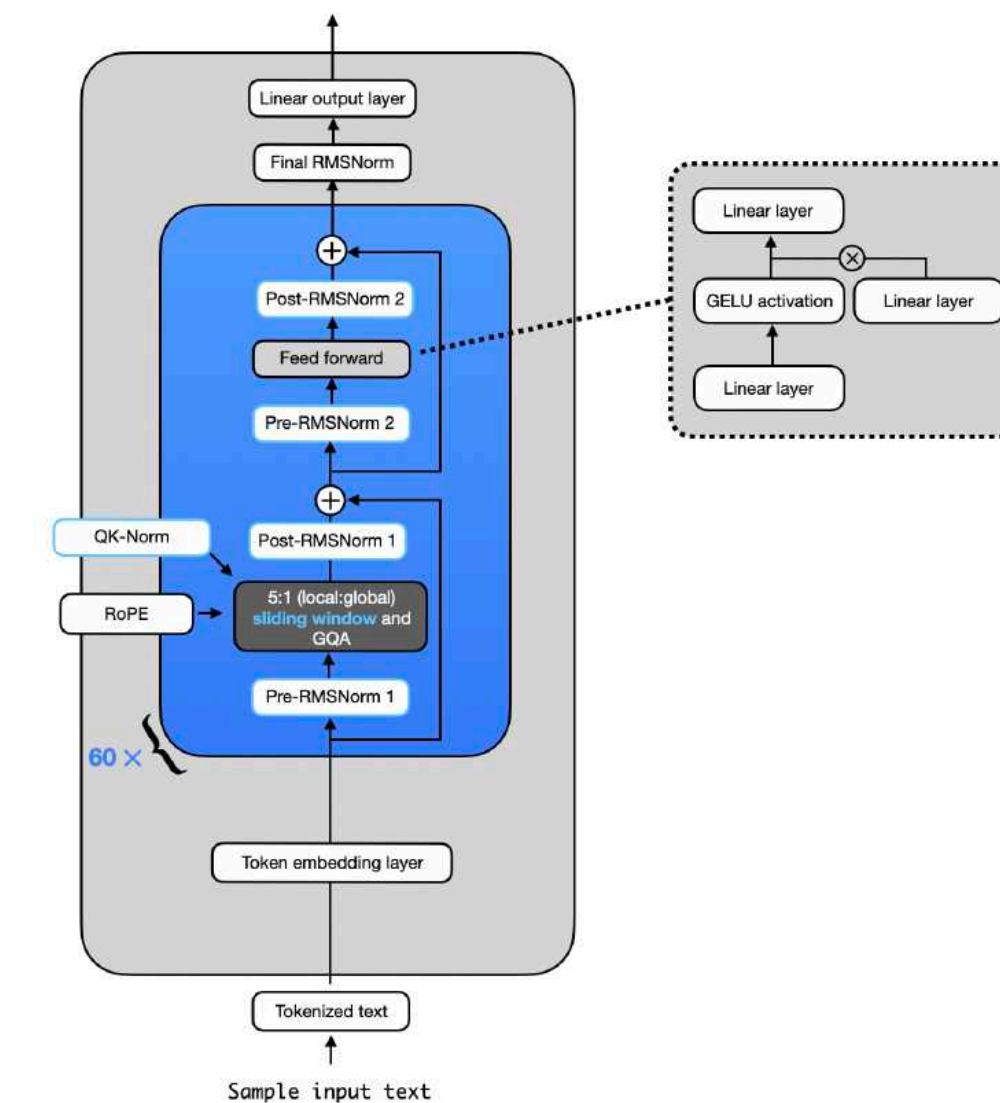 Linear output layer
Final RMSNorm
Post-RMSNorm 2
Feed forward
Pre-RMSNorm 2
Post-RMSNorm 1
QK-Norm
RoPE
5:1 (local:global)
sliding window and
GQA
Pre-RMSNorm 1
60 ×
Token embedding layer
Tokenized text
Sample input text
Linear layer
GELU activation
Linear layer
Linear layer